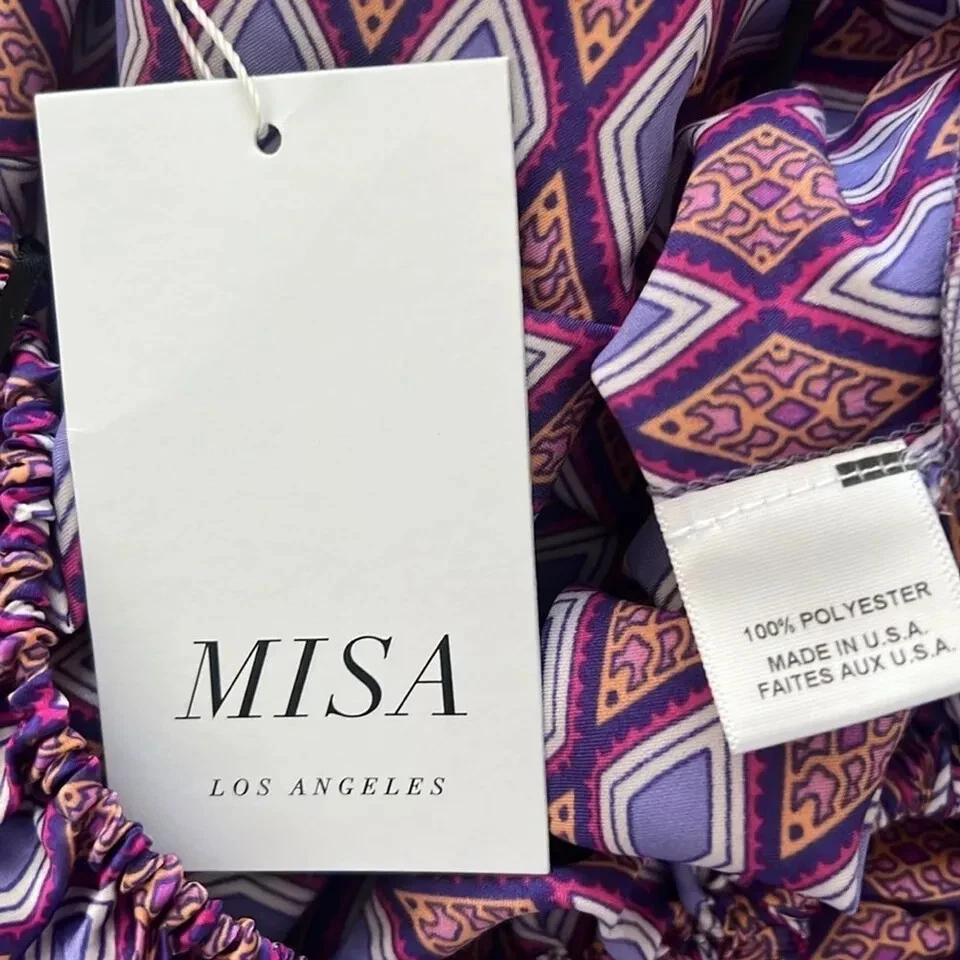 MISA
LOS ANGELES
100% POLYESTER
MADE IN U.S.A.
FAITES AUX U.S.A.